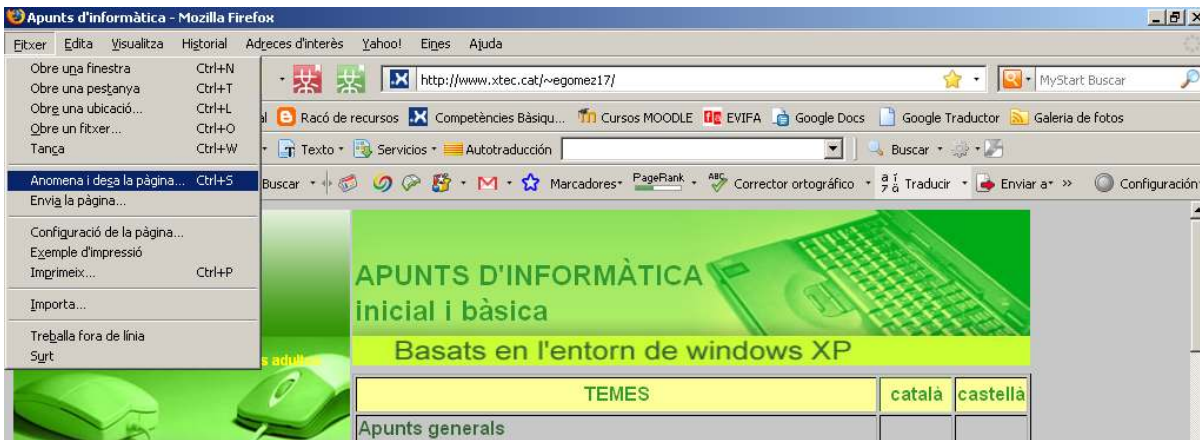 Apunts d'informàtica - Mozilla Firefox
Fitxer Edita Visualitza Historial Adreces d'interès Yahoo! Eines Ajuda
Obre una finestra Ctrl+N
Obre una pestanya Ctrl+T
Obre una ubicació... Ctrl+L
Obre un fitxer... Ctrl+O
Tanca Ctrl+W
Anomena i desa la pàgina... Ctrl+S
Envia la pàgina...
Configuració de la pàgina...
Exemple d'impressió
Imprimeix... Ctrl+P
Importa...
Treballa fora de línia
Surt
http://www.xtec.cat/~egomez17/ MyStart Buscar
Racó de recursos Competències Bàsiqu... Cursos MOODLE EVIFA Google Docs Google Traductor Galeria de fotos
Texto Servicios Autotraducción Buscar
Buscar Marcadores PageRank Corrector ortográfico Traducir Enviar a » Configuración
APUNTS D'INFORMÀTICA
inicial i bàsica
Basats en l'entorn de windows XP
TEMES català castellà
Apunts generals